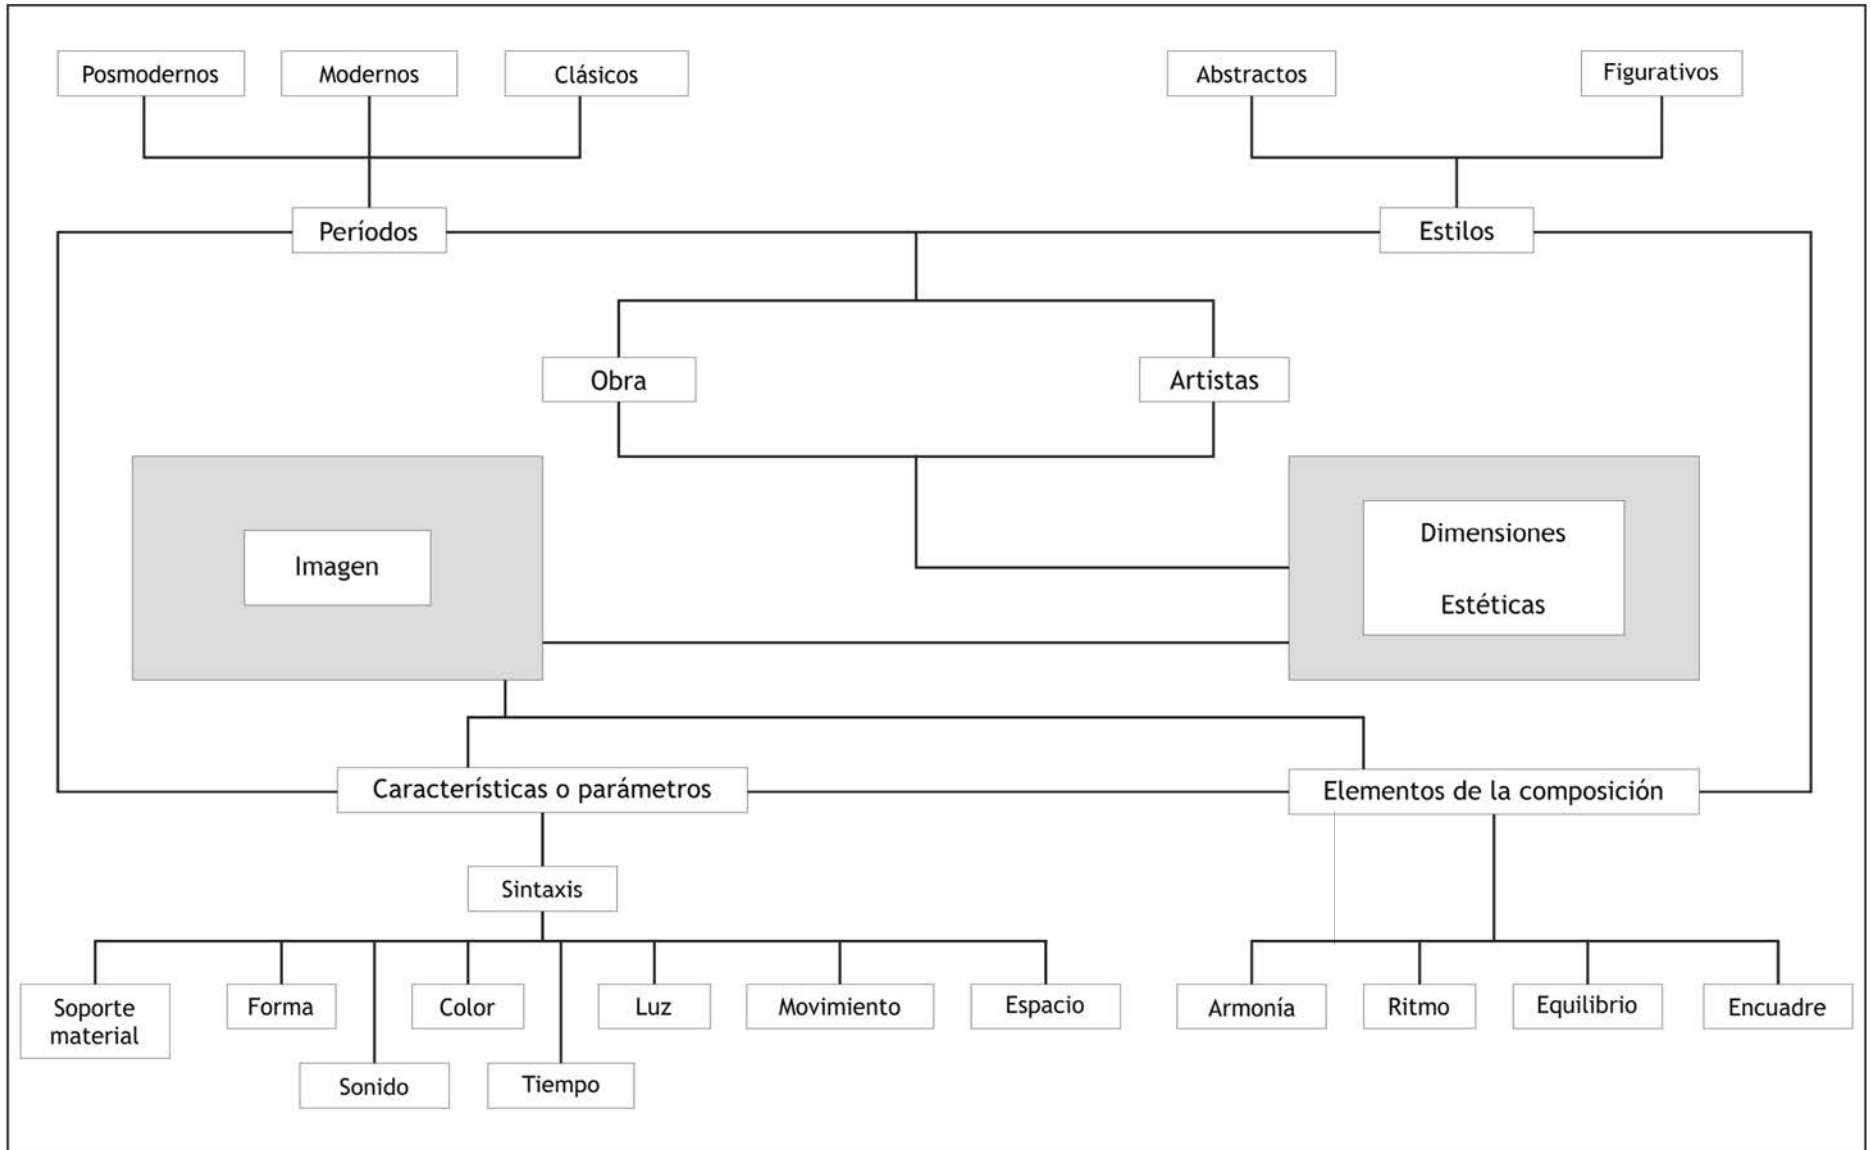 Posmodernos
Modernos
Clásicos
Abstractos
Figurativos
Períodos
Estilos
Obra
Artistas
Imagen
Dimensiones
Estéticas
Características o parámetros
Elementos de la composición
Sintaxis
Soporte
material
Forma
Color
Luz
Movimiento
Espacio
Armonía
Ritmo
Equilibrio
Encuadre
Sonido
Tiempo